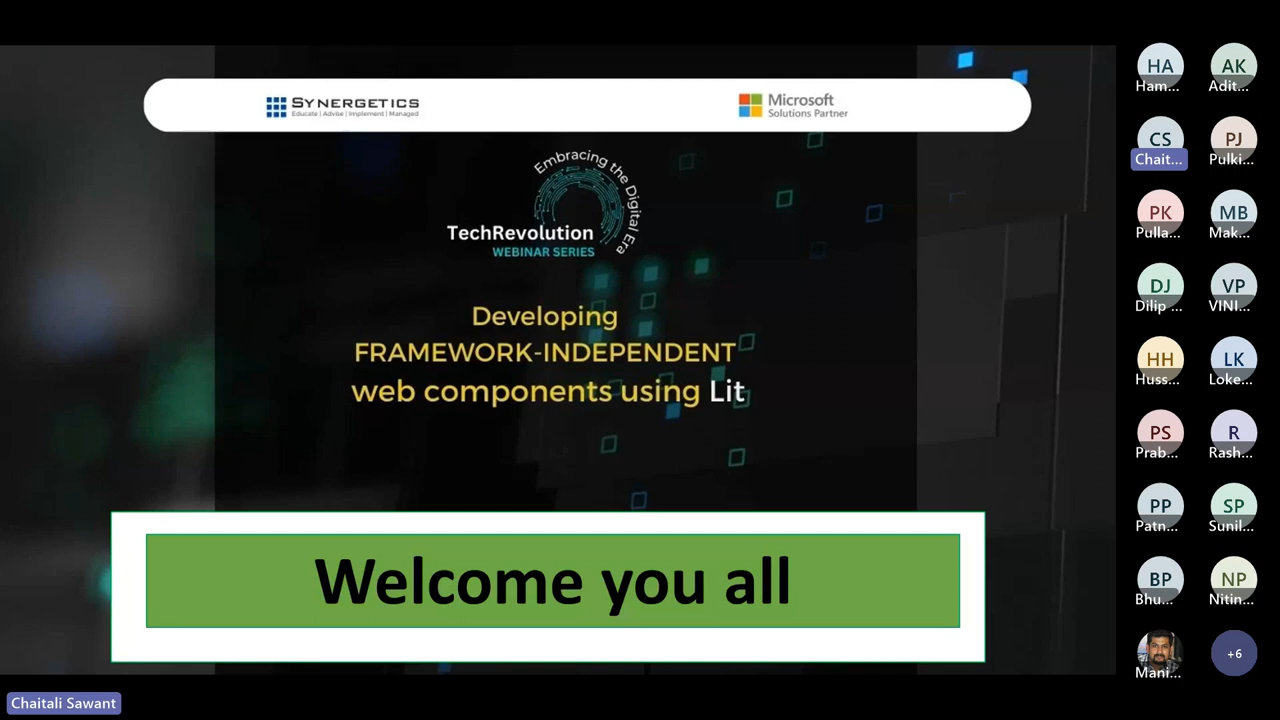 SYNERGETICS
Educate | Advise | Implement | Managed
Microsoft
Solutions Partner
Embracing the Digital Era
TechRevolution
WEBINAR SERIES
Developing
FRAMEWORK-INDEPENDENT
web components using Lit
Welcome you all
HA
Ham...
AK
Adit...
CS
Chait...
PJ
Pulki...
PK
Pulla...
MB
Mak...
DJ
Dilip ...
VP
VINI...
HH
Huss...
LK
Loke...
PS
Prab...
R
Rash...
PP
Patn...
SP
Sunil...
BP
Bhu...
NP
Nitin...
Mani...
+6
Chaitali Sawant